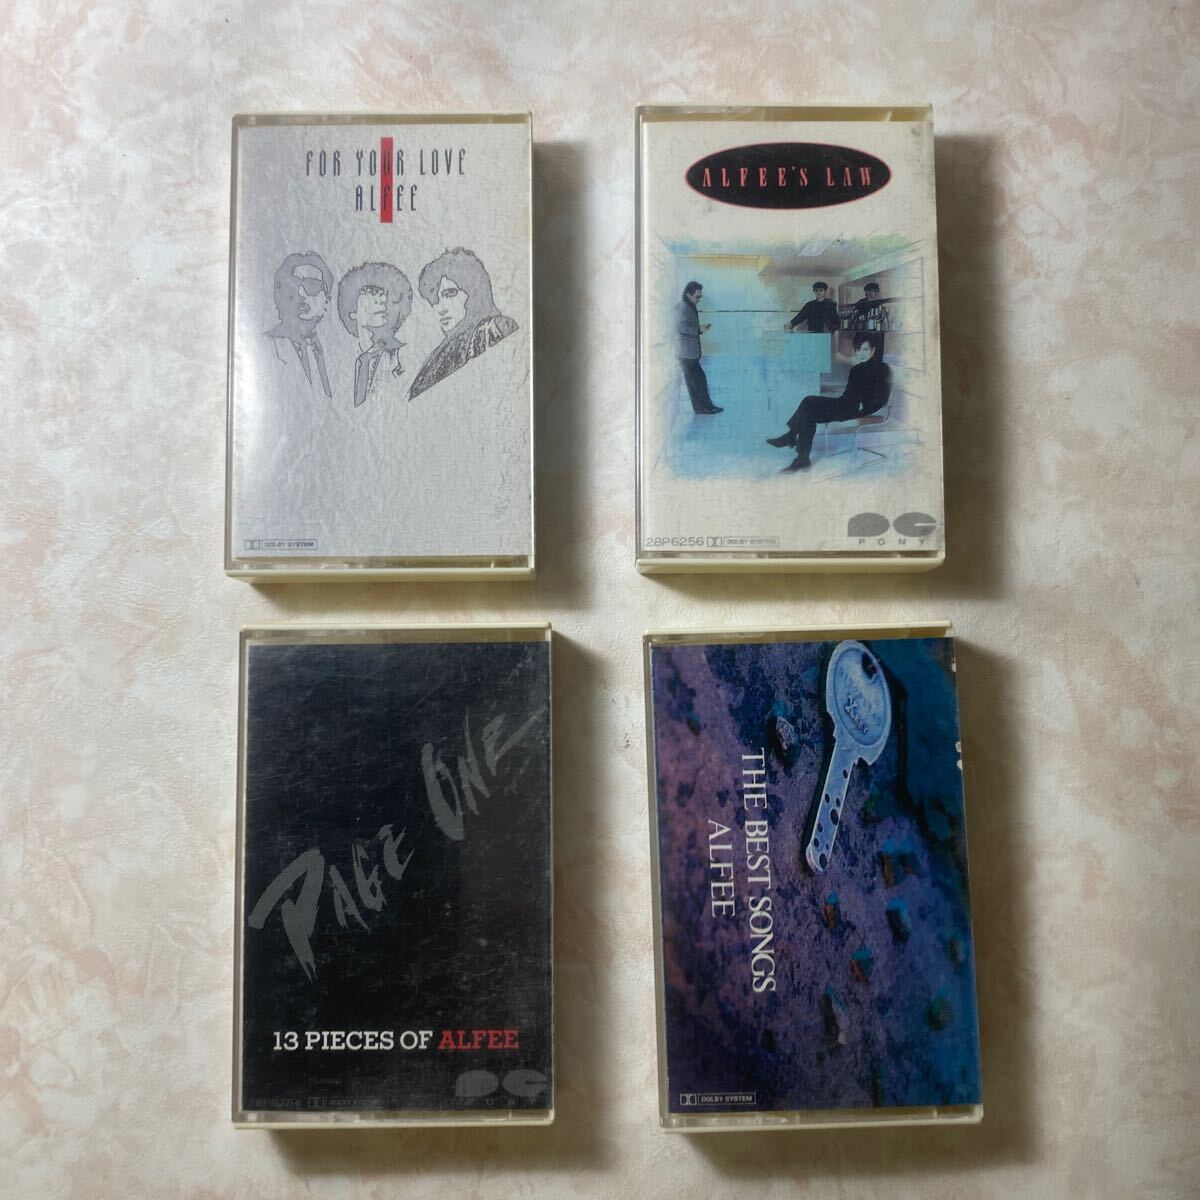 FOR YOUR LOVE
ALFEE
DOLBY SYSTEM
ALFEE'S LAW
28P6256 DOLBY SYSTEM
PONY
PAGE ONE
13 PIECES OF ALFEE
DOLBY SYSTEM
PONY
THE BEST SONGS
ALFEE
DOLBY SYSTEM